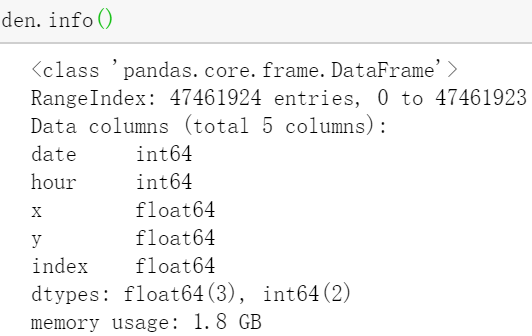 den.info()
<class 'pandas.core.frame.DataFrame'>
RangeIndex: 47461924 entries, 0 to 47461923
Data columns (total 5 columns):
date     int64
hour     int64
x        float64
y        float64
index    float64
dtypes: float64(3), int64(2)
memory usage: 1.8 GB